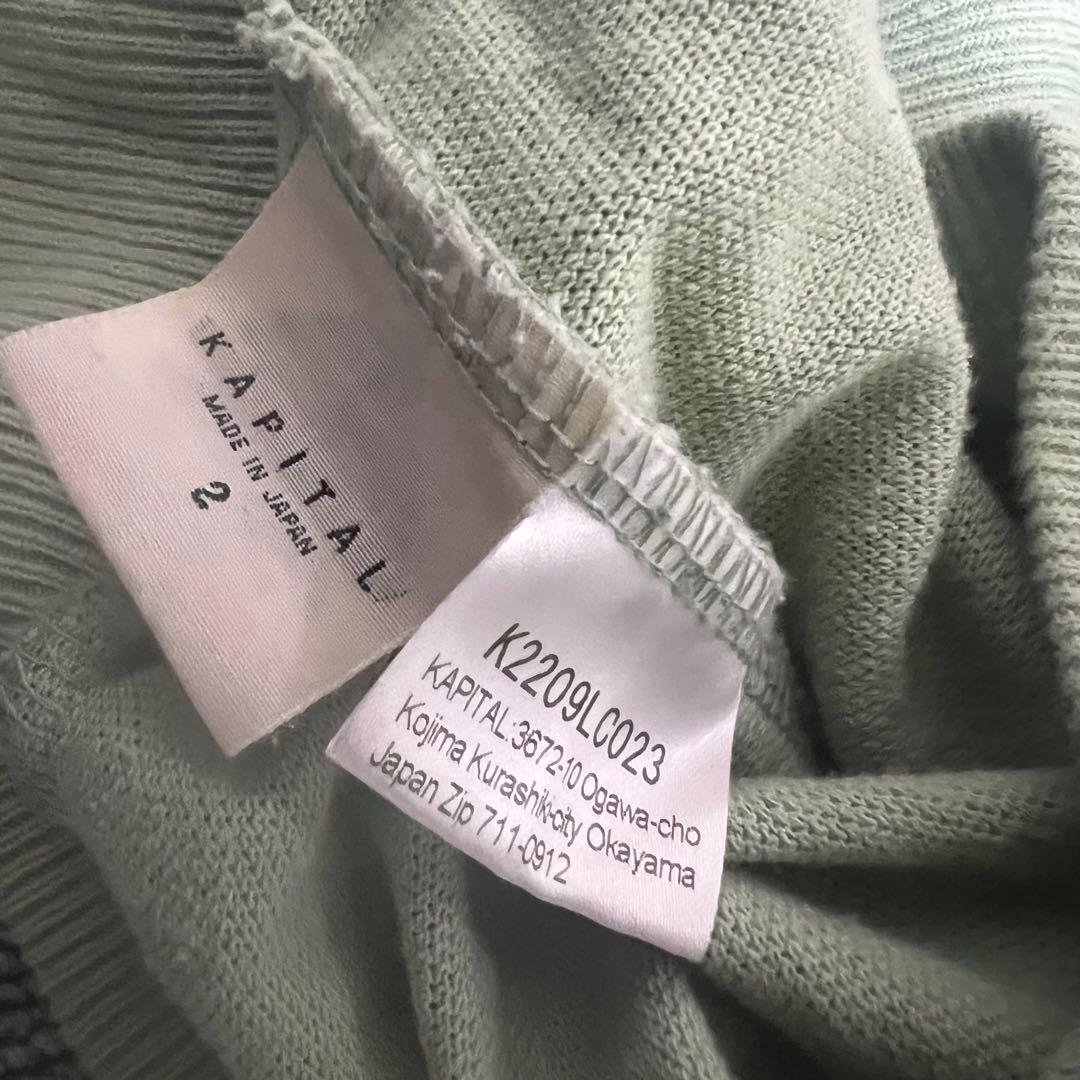 KAPITAL
MADE IN JAPAN
2
K2209LC023
KAPITAL:3672-10 Ogawa-cho
Kojima Kurashiki-city Okayama
Japan Zip 711-0912